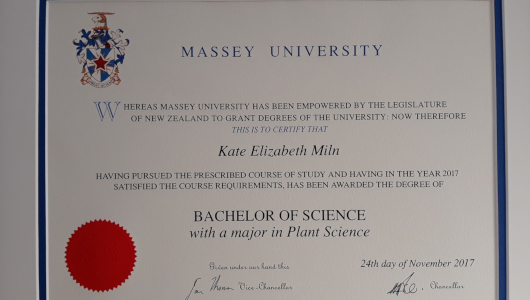 MASSEY UNIVERSITY
WHEREAS MASSEY UNIVERSITY HAS BEEN EMPOWERED BY THE LEGISLATURE
OF NEW ZEALAND TO GRANT DEGREES OF THE UNIVERSITY: NOW THEREFORE
THIS IS TO CERTIFY THAT
Kate Elizabeth Miln
HAVING PURSUED THE PRESCRIBED COURSE OF STUDY AND HAVING IN THE YEAR 2017
SATISFIED THE COURSE REQUIREMENTS, HAS BEEN AWARDED THE DEGREE OF
BACHELOR OF SCIENCE
with a major in Plant Science
Given under our hand this
24th day of November 2017
Vice-Chancellor
Chancellor